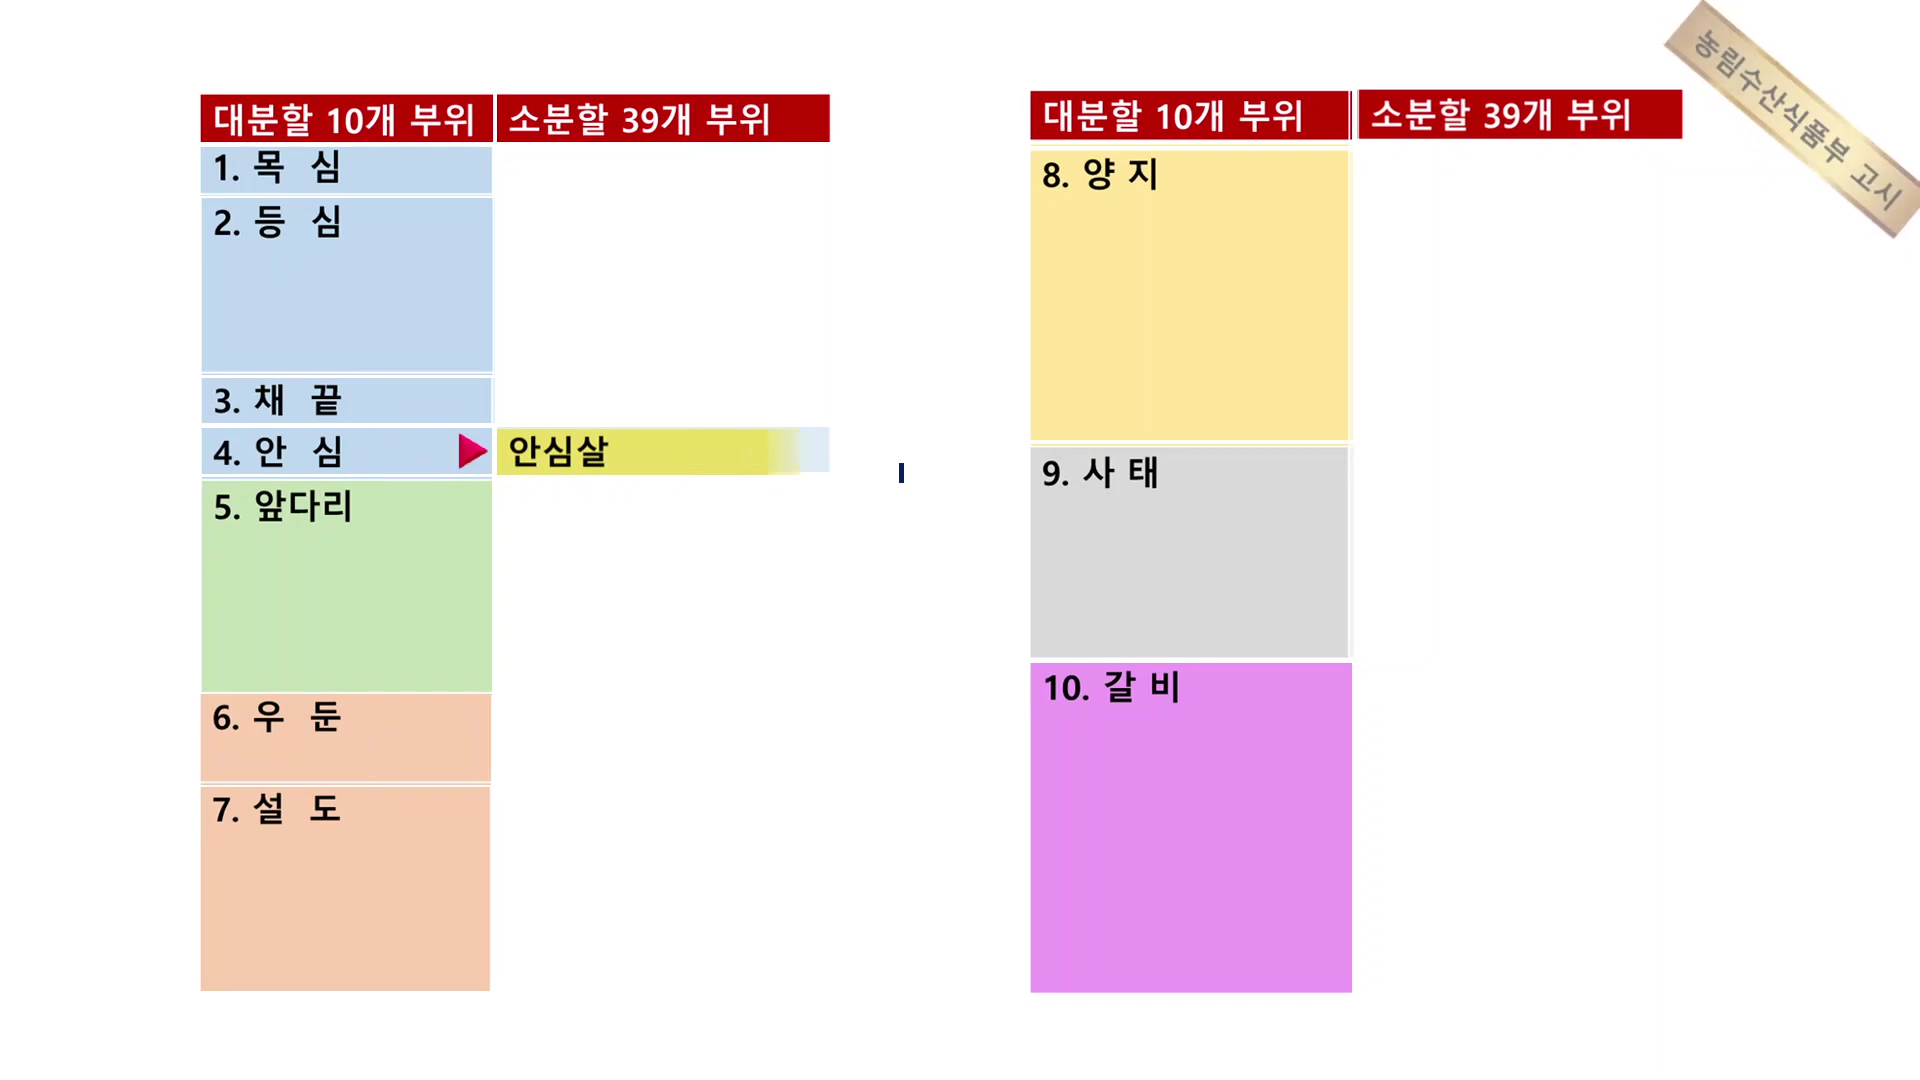 대분할 10개 부위 소분할 39개 부위
1. 목 심
2. 등 심
3. 채 끝
4. 안 심 안심살
5. 앞다리
6. 우 둔
7. 설 도
대분할 10개 부위 소분할 39개 부위
8. 양 지
9. 사 태
10. 갈 비
농림수산식품부 고시